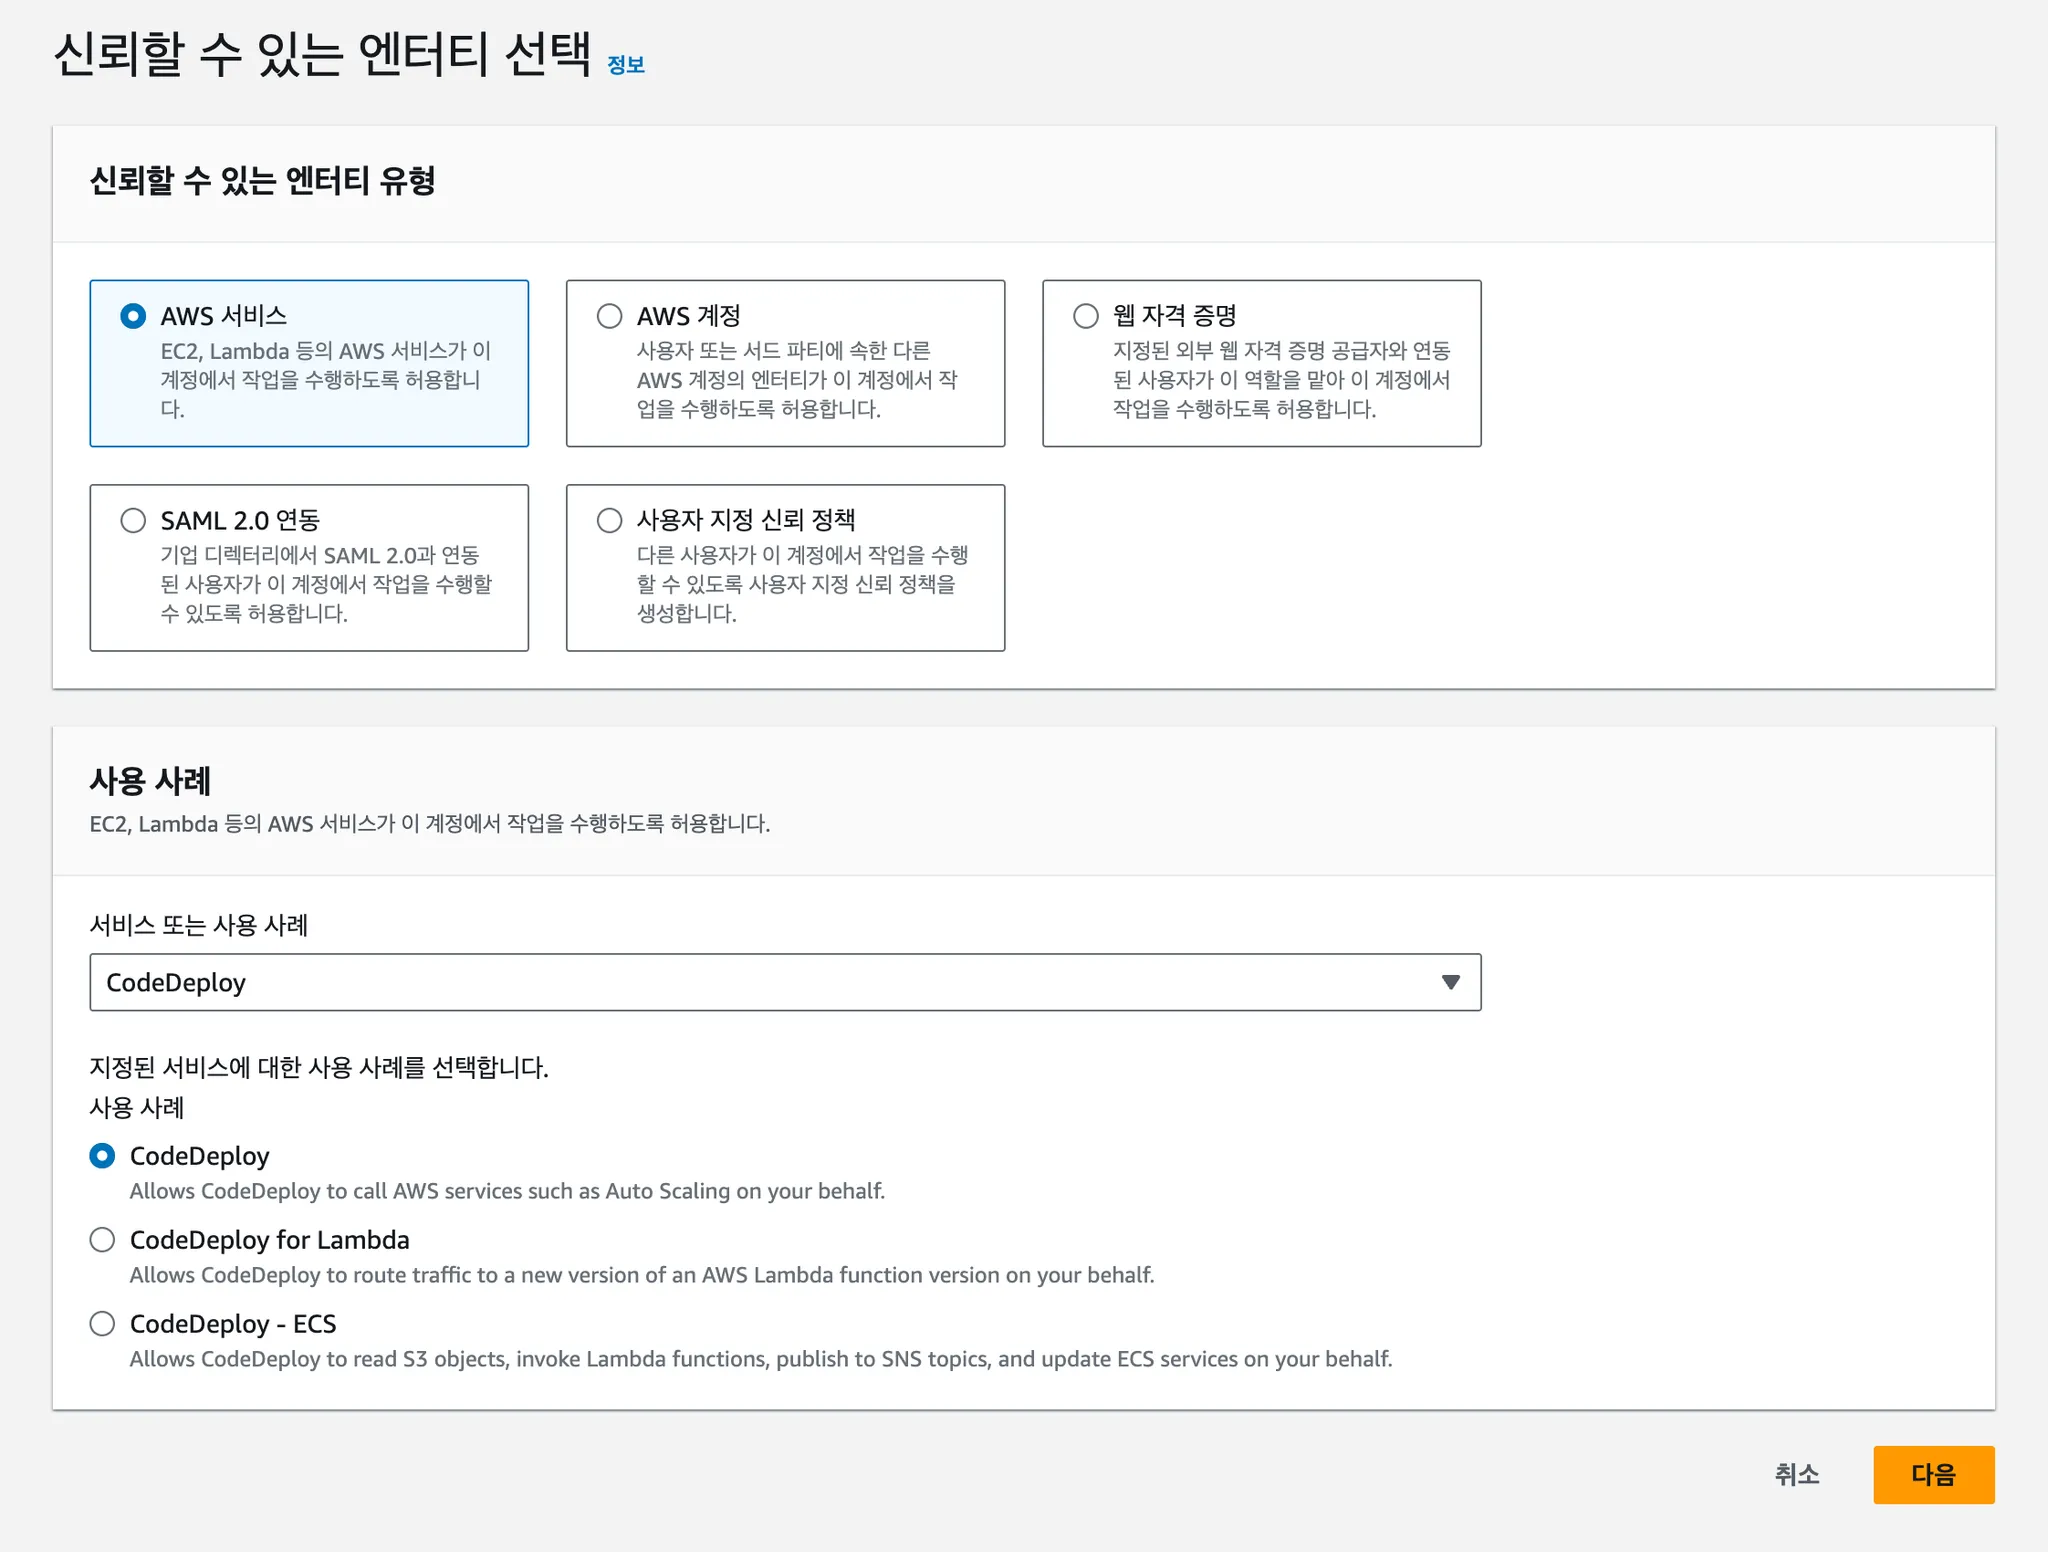 신뢰할 수 있는 엔터티 선택 정보
신뢰할 수 있는 엔터티 유형
AWS 서비스
EC2, Lambda 등의 AWS 서비스가 이
계정에서 작업을 수행하도록 허용합니
다.
AWS 계정
사용자 또는 서드 파티에 속한 다른
AWS 계정의 엔터티가 이 계정에서 작
업을 수행하도록 허용합니다.
웹 자격 증명
지정된 외부 웹 자격 증명 공급자와 연동
된 사용자가 이 역할을 맡아 이 계정에서
작업을 수행하도록 허용합니다.
SAML 2.0 연동
기업 디렉터리에서 SAML 2.0과 연동
된 사용자가 이 계정에서 작업을 수행할
수 있도록 허용합니다.
사용자 지정 신뢰 정책
다른 사용자가 이 계정에서 작업을 수행
할 수 있도록 사용자 지정 신뢰 정책을
생성합니다.
사용 사례
EC2, Lambda 등의 AWS 서비스가 이 계정에서 작업을 수행하도록 허용합니다.
서비스 또는 사용 사례
CodeDeploy
지정된 서비스에 대한 사용 사례를 선택합니다.
사용 사례
CodeDeploy
Allows CodeDeploy to call AWS services such as Auto Scaling on your behalf.
CodeDeploy for Lambda
Allows CodeDeploy to route traffic to a new version of an AWS Lambda function version on your behalf.
CodeDeploy - ECS
Allows CodeDeploy to read S3 objects, invoke Lambda functions, publish to SNS topics, and update ECS services on your behalf.
취소
다음